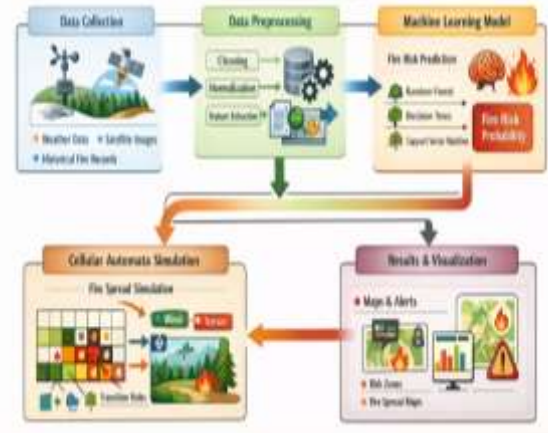 Data Collection
Weather Data
Satellite Images
Historical Fire Records
Data Preprocessing
Cleaning
Normalization
Feature Extraction
Machine Learning Model
Fire Risk Prediction
Random Forest
Decision Trees
Support Vector Machine
Fire Risk
Probability
Cellular Automata Simulation
Fire Spread Simulation
Wind
Terrain
Transition Rules
Results & Visualization
Maps & Alerts
Risk Zones
Fire Spread Maps